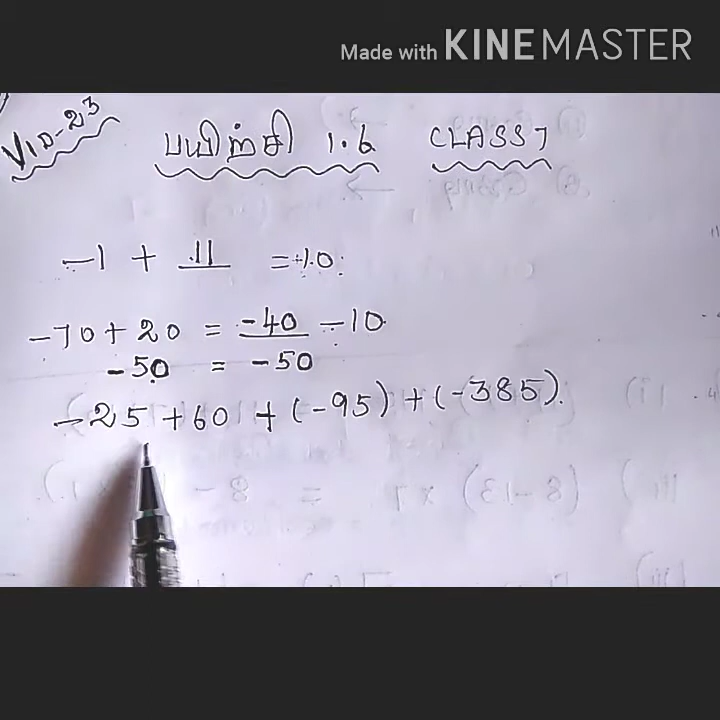 Made with KINEMASTER
VID-23
பயிற்சி 1.6 CLASS 7
-1 + 11 = +10.
-70 + 20 = -40 - 10
-50 = -50
-25 + 60 + (-95) + (-385).